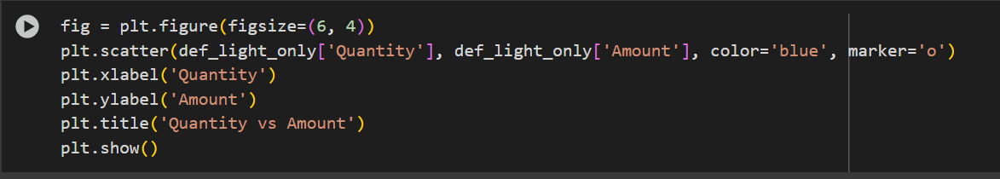 fig = plt.figure(figsize=(6, 4))
plt.scatter(def_light_only['Quantity'], def_light_only['Amount'], color='blue', marker='o')
plt.xlabel('Quantity')
plt.ylabel('Amount')
plt.title('Quantity vs Amount')
plt.show()